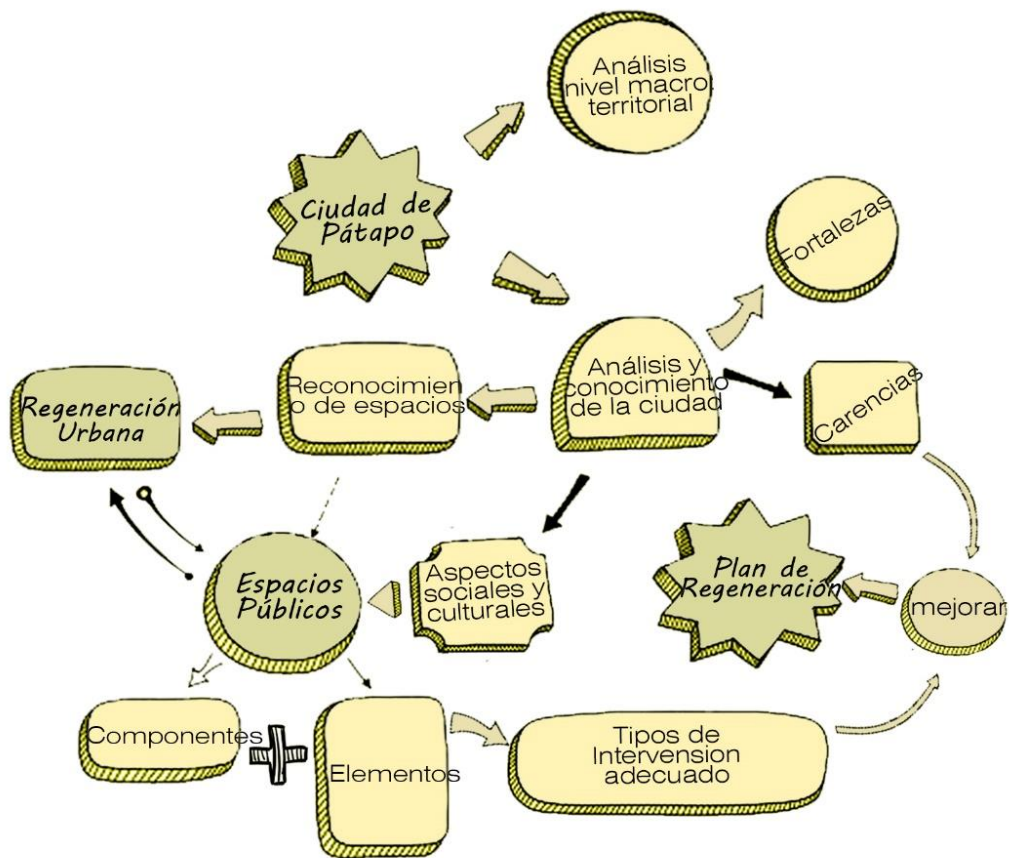 Análisis
nivel macro
territorial
Ciudad de
Pátapo
Fortalezas
Análisis y
conocimiento
de la ciudad
Reconocimien
o de espacios
Regeneración
Urbana
Carencias
Espacios
Públicos
Aspectos
sociales y
culturales
Plan de
Regeneración
mejorar
Componentes
Elementos
Tipos de
Intervension
adecuado